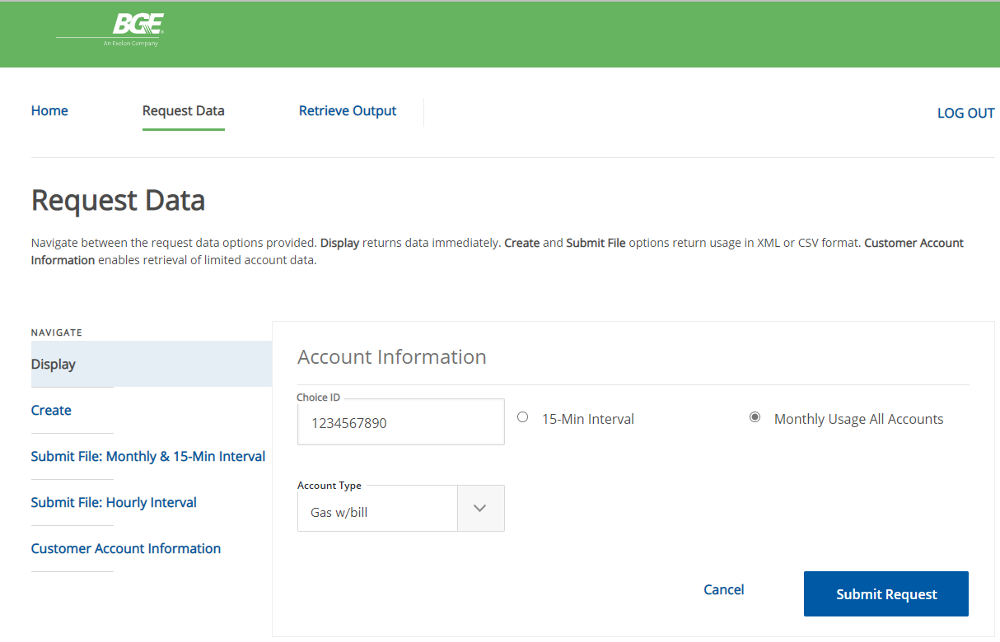 BGE
An Exelon Company
Home
Request Data
Retrieve Output
LOG OUT
Request Data
Navigate between the request data options provided. Display returns data immediately. Create and Submit File options return usage in XML or CSV format. Customer Account
Information enables retrieval of limited account data.
NAVIGATE
Display
Create
Submit File: Monthly & 15-Min Interval
Submit File: Hourly Interval
Customer Account Information
Account Information
Choice ID
1234567890
15-Min Interval
Monthly Usage All Accounts
Account Type
Gas w/bill
Cancel
Submit Request